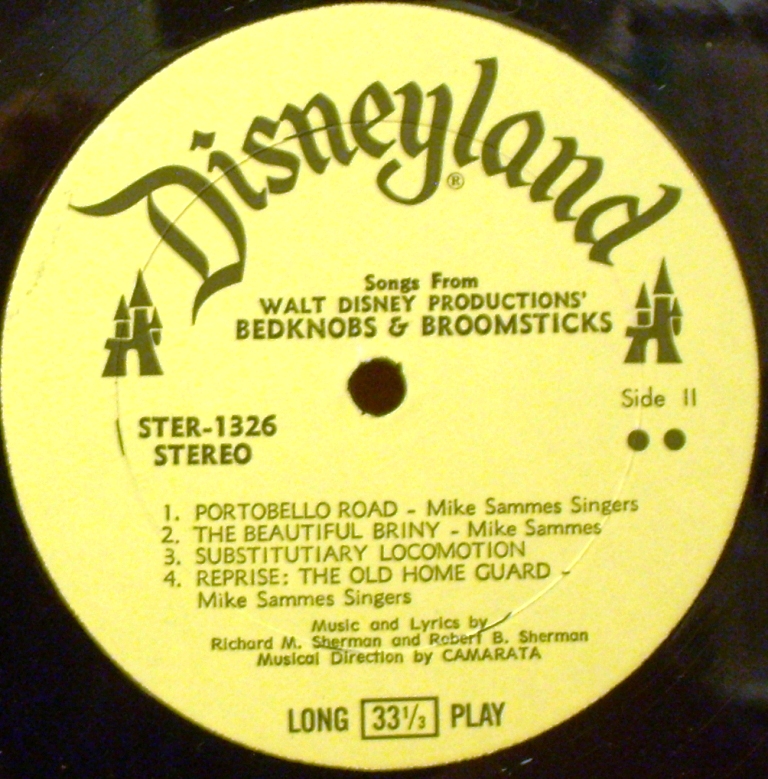 Disneyland®
Songs From
WALT DISNEY PRODUCTIONS'
BEDKNOBS & BROOMSTICKS
Side II
STER-1326
STEREO
1. PORTOBELLO ROAD - Mike Sammes Singers
2. THE BEAUTIFUL BRINY - Mike Sammes
3. SUBSTITUTIARY LOCOMOTION
4. REPRISE: THE OLD HOME GUARD -
Mike Sammes Singers
Music and Lyrics by
Richard M. Sherman and Robert B. Sherman
Musical Direction by CAMARATA
LONG 33⅓ PLAY